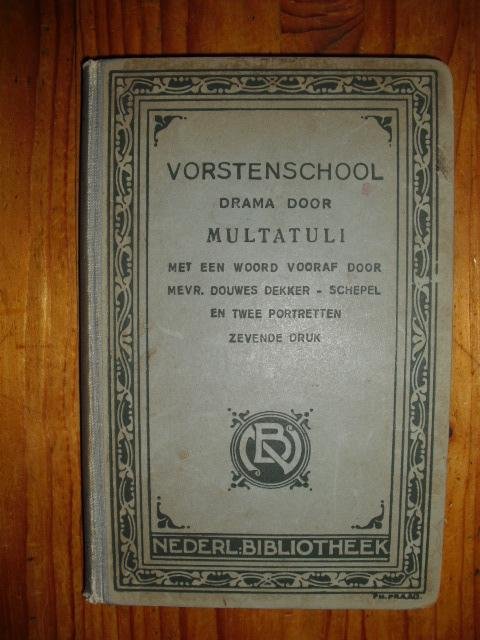 VORSTENSCHOOL
DRAMA DOOR
MULTATULI
MET EEN WOORD VOORAF DOOR
MEVR. DOUWES DEKKER - SCHEPEL
EN TWEE PORTRETTEN
ZEVENDE DRUK
NEDERL. BIBLIOTHEEK